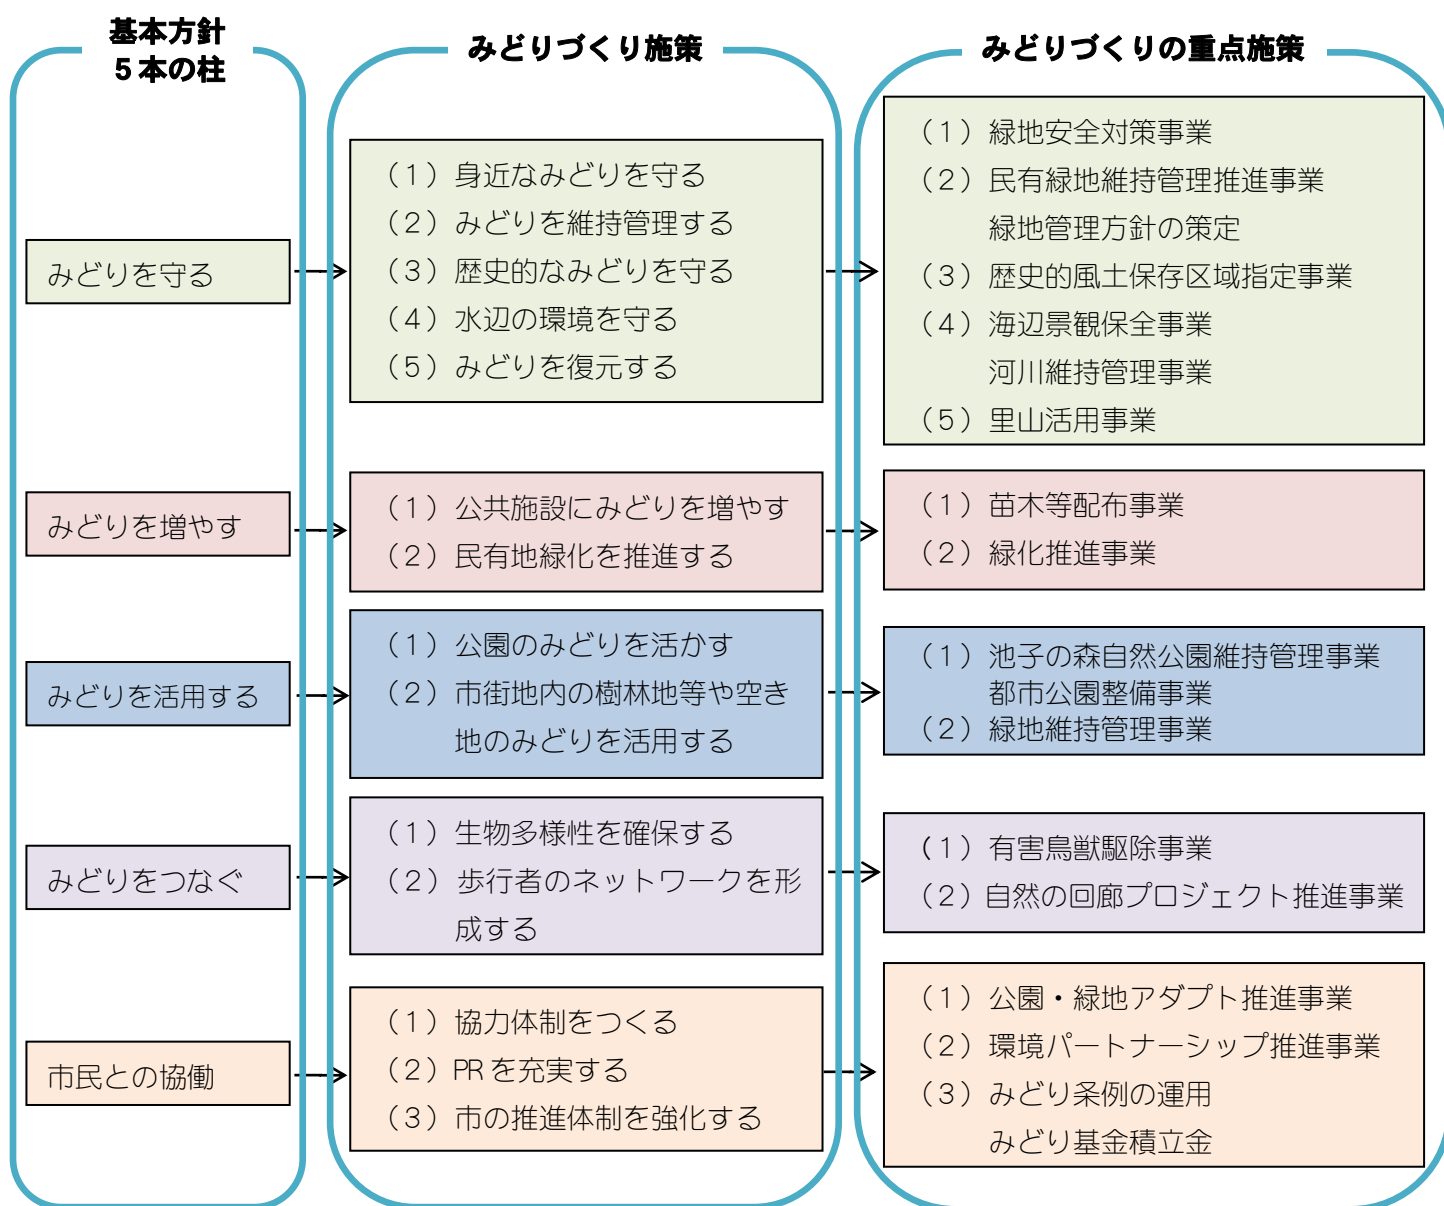 基本方針
5本の柱
みどりづくり施策
みどりづくりの重点施策
みどりを守る
（1）身近なみどりを守る
（2）みどりを維持管理する
（3）歴史的なみどりを守る
（4）水辺の環境を守る
（5）みどりを復元する
（1）緑地安全対策事業
（2）民有緑地維持管理推進事業
緑地管理方針の策定
（3）歴史的風土保存区域指定事業
（4）海辺景観保全事業
河川維持管理事業
（5）里山活用事業
みどりを増やす
（1）公共施設にみどりを増やす
（2）民有地緑化を推進する
（1）苗木等配布事業
（2）緑化推進事業
みどりを活用する
（1）公園のみどりを活かす
（2）市街地内の樹林地等や空き
地のみどりを活用する
（1）池子の森自然公園維持管理事業
都市公園整備事業
（2）緑地維持管理事業
みどりをつなぐ
（1）生物多様性を確保する
（2）歩行者のネットワークを形
成する
（1）有害鳥獣駆除事業
（2）自然の回廊プロジェクト推進事業
市民との協働
（1）協力体制をつくる
（2）PRを充実する
（3）市の推進体制を強化する
（1）公園・緑地アダプト推進事業
（2）環境パートナーシップ推進事業
（3）みどり条例の運用
みどり基金積立金